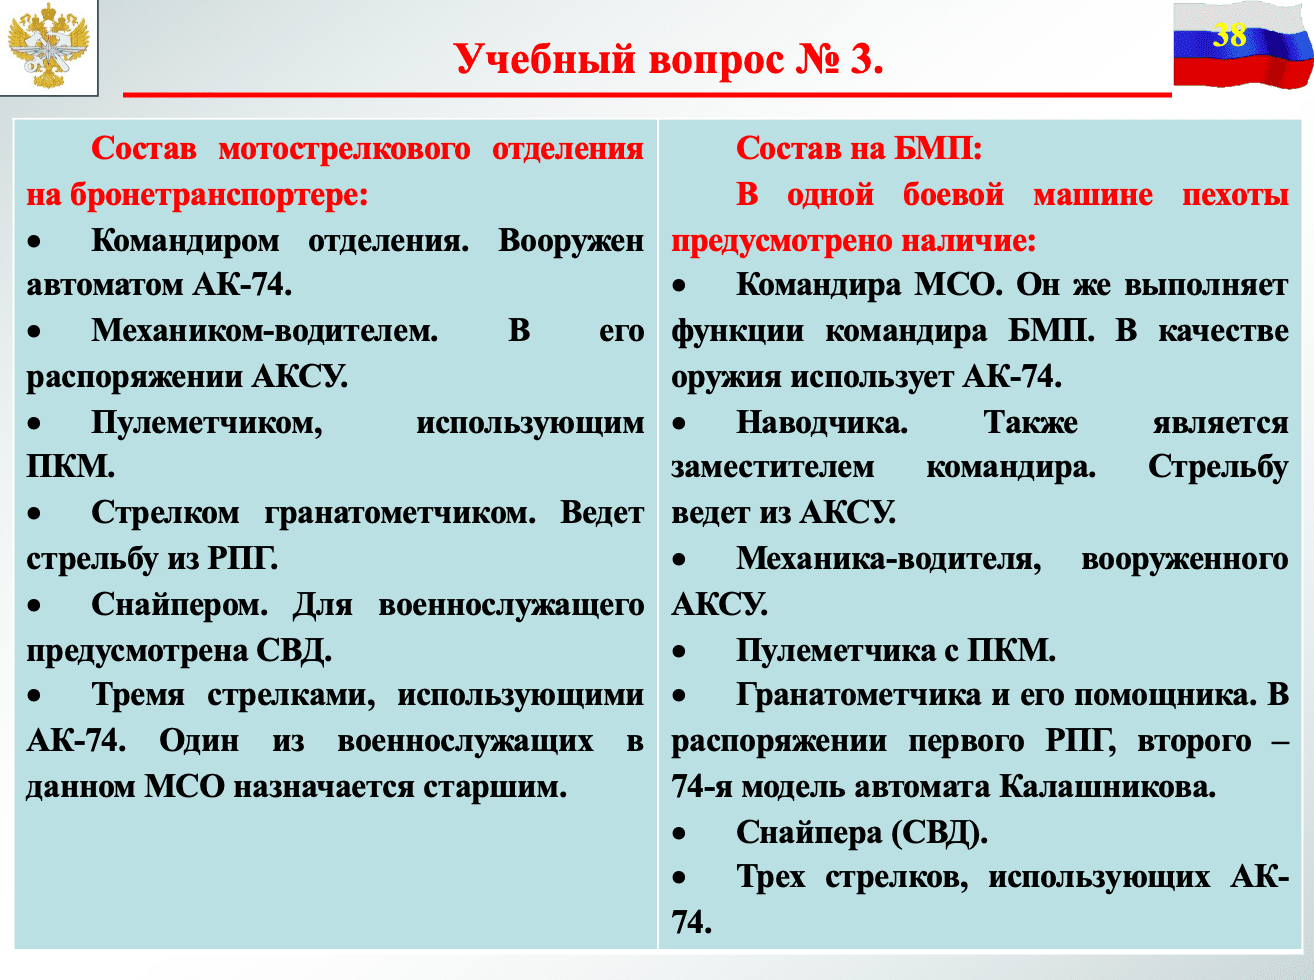 Учебный вопрос № 3.
38
Состав мотострелкового отделения
на бронетранспортере:
• Командиром отделения. Вооружен
автоматом АК-74.
• Механиком-водителем. В его
распоряжении АКСУ.
• Пулеметчиком, использующим
ПКМ.
• Стрелком гранатометчиком. Ведет
стрельбу из РПГ.
• Снайпером. Для военнослужащего
предусмотрена СВД.
• Тремя стрелками, использующими
АК-74. Один из военнослужащих в
данном МСО назначается старшим.
Состав на БМП:
В одной боевой машине пехоты
предусмотрено наличие:
• Командира МСО. Он же выполняет
функции командира БМП. В качестве
оружия использует АК-74.
• Наводчика. Также является
заместителем командира. Стрельбу
ведет из АКСУ.
• Механика-водителя, вооруженного
АКСУ.
• Пулеметчика с ПКМ.
• Гранатометчика и его помощника. В
распоряжении первого РПГ, второго –
74-я модель автомата Калашникова.
• Снайпера (СВД).
• Трех стрелков, использующих АК-
74.